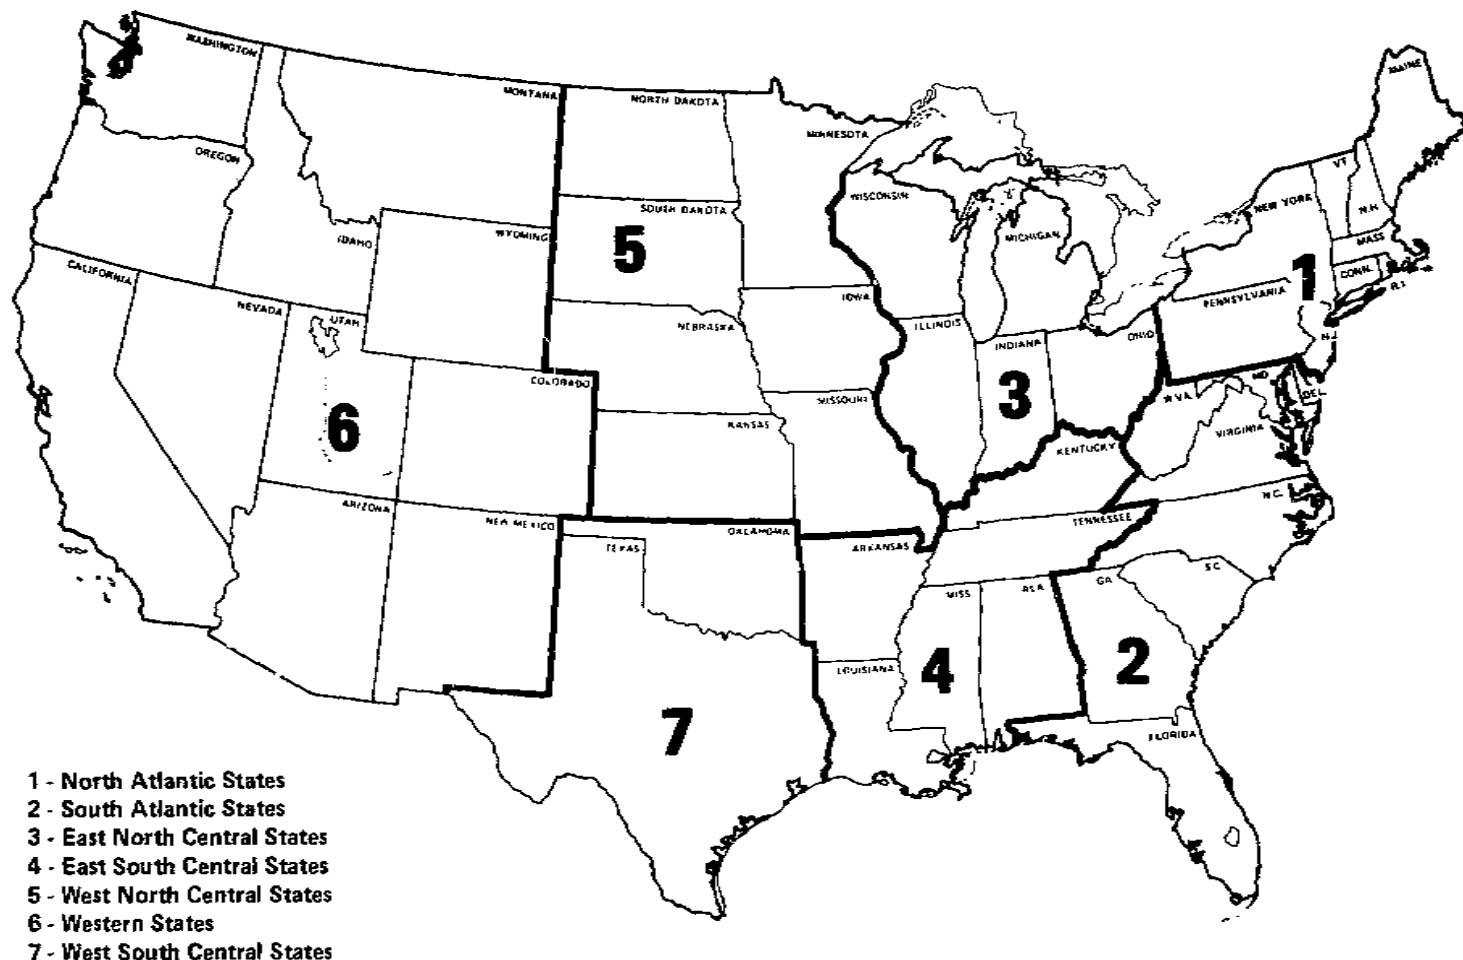 WASHINGTON
MONTANA
NORTH DAKOTA
MINNESOTA
MAINE
OREGON
IDAHO
WYOMING
SOUTH DAKOTA
WISCONSIN
MICHIGAN
NEW YORK
VT
N.H
MASS
CONN.
R.I
CALIFORNIA
NEVADA
UTAH
5
NEBRASKA
IOWA
ILLINOIS
INDIANA
OHIO
PENNSYLVANIA
1
N.J.
COLORADO
KANSAS
MISSOURI
3
KENTUCKY
W VA.
VIRGINIA
MD
DEL.
6
ARIZONA
NEW MEXICO
TEXAS
OKLAHOMA
ARKANSAS
TENNESSEE
N C.
S C
MISS
ALA
GA
LOUISIANA
4
2
7
FLORIDA
1 - North Atlantic States
2 - South Atlantic States
3 - East North Central States
4 - East South Central States
5 - West North Central States
6 - Western States
7 - West South Central States